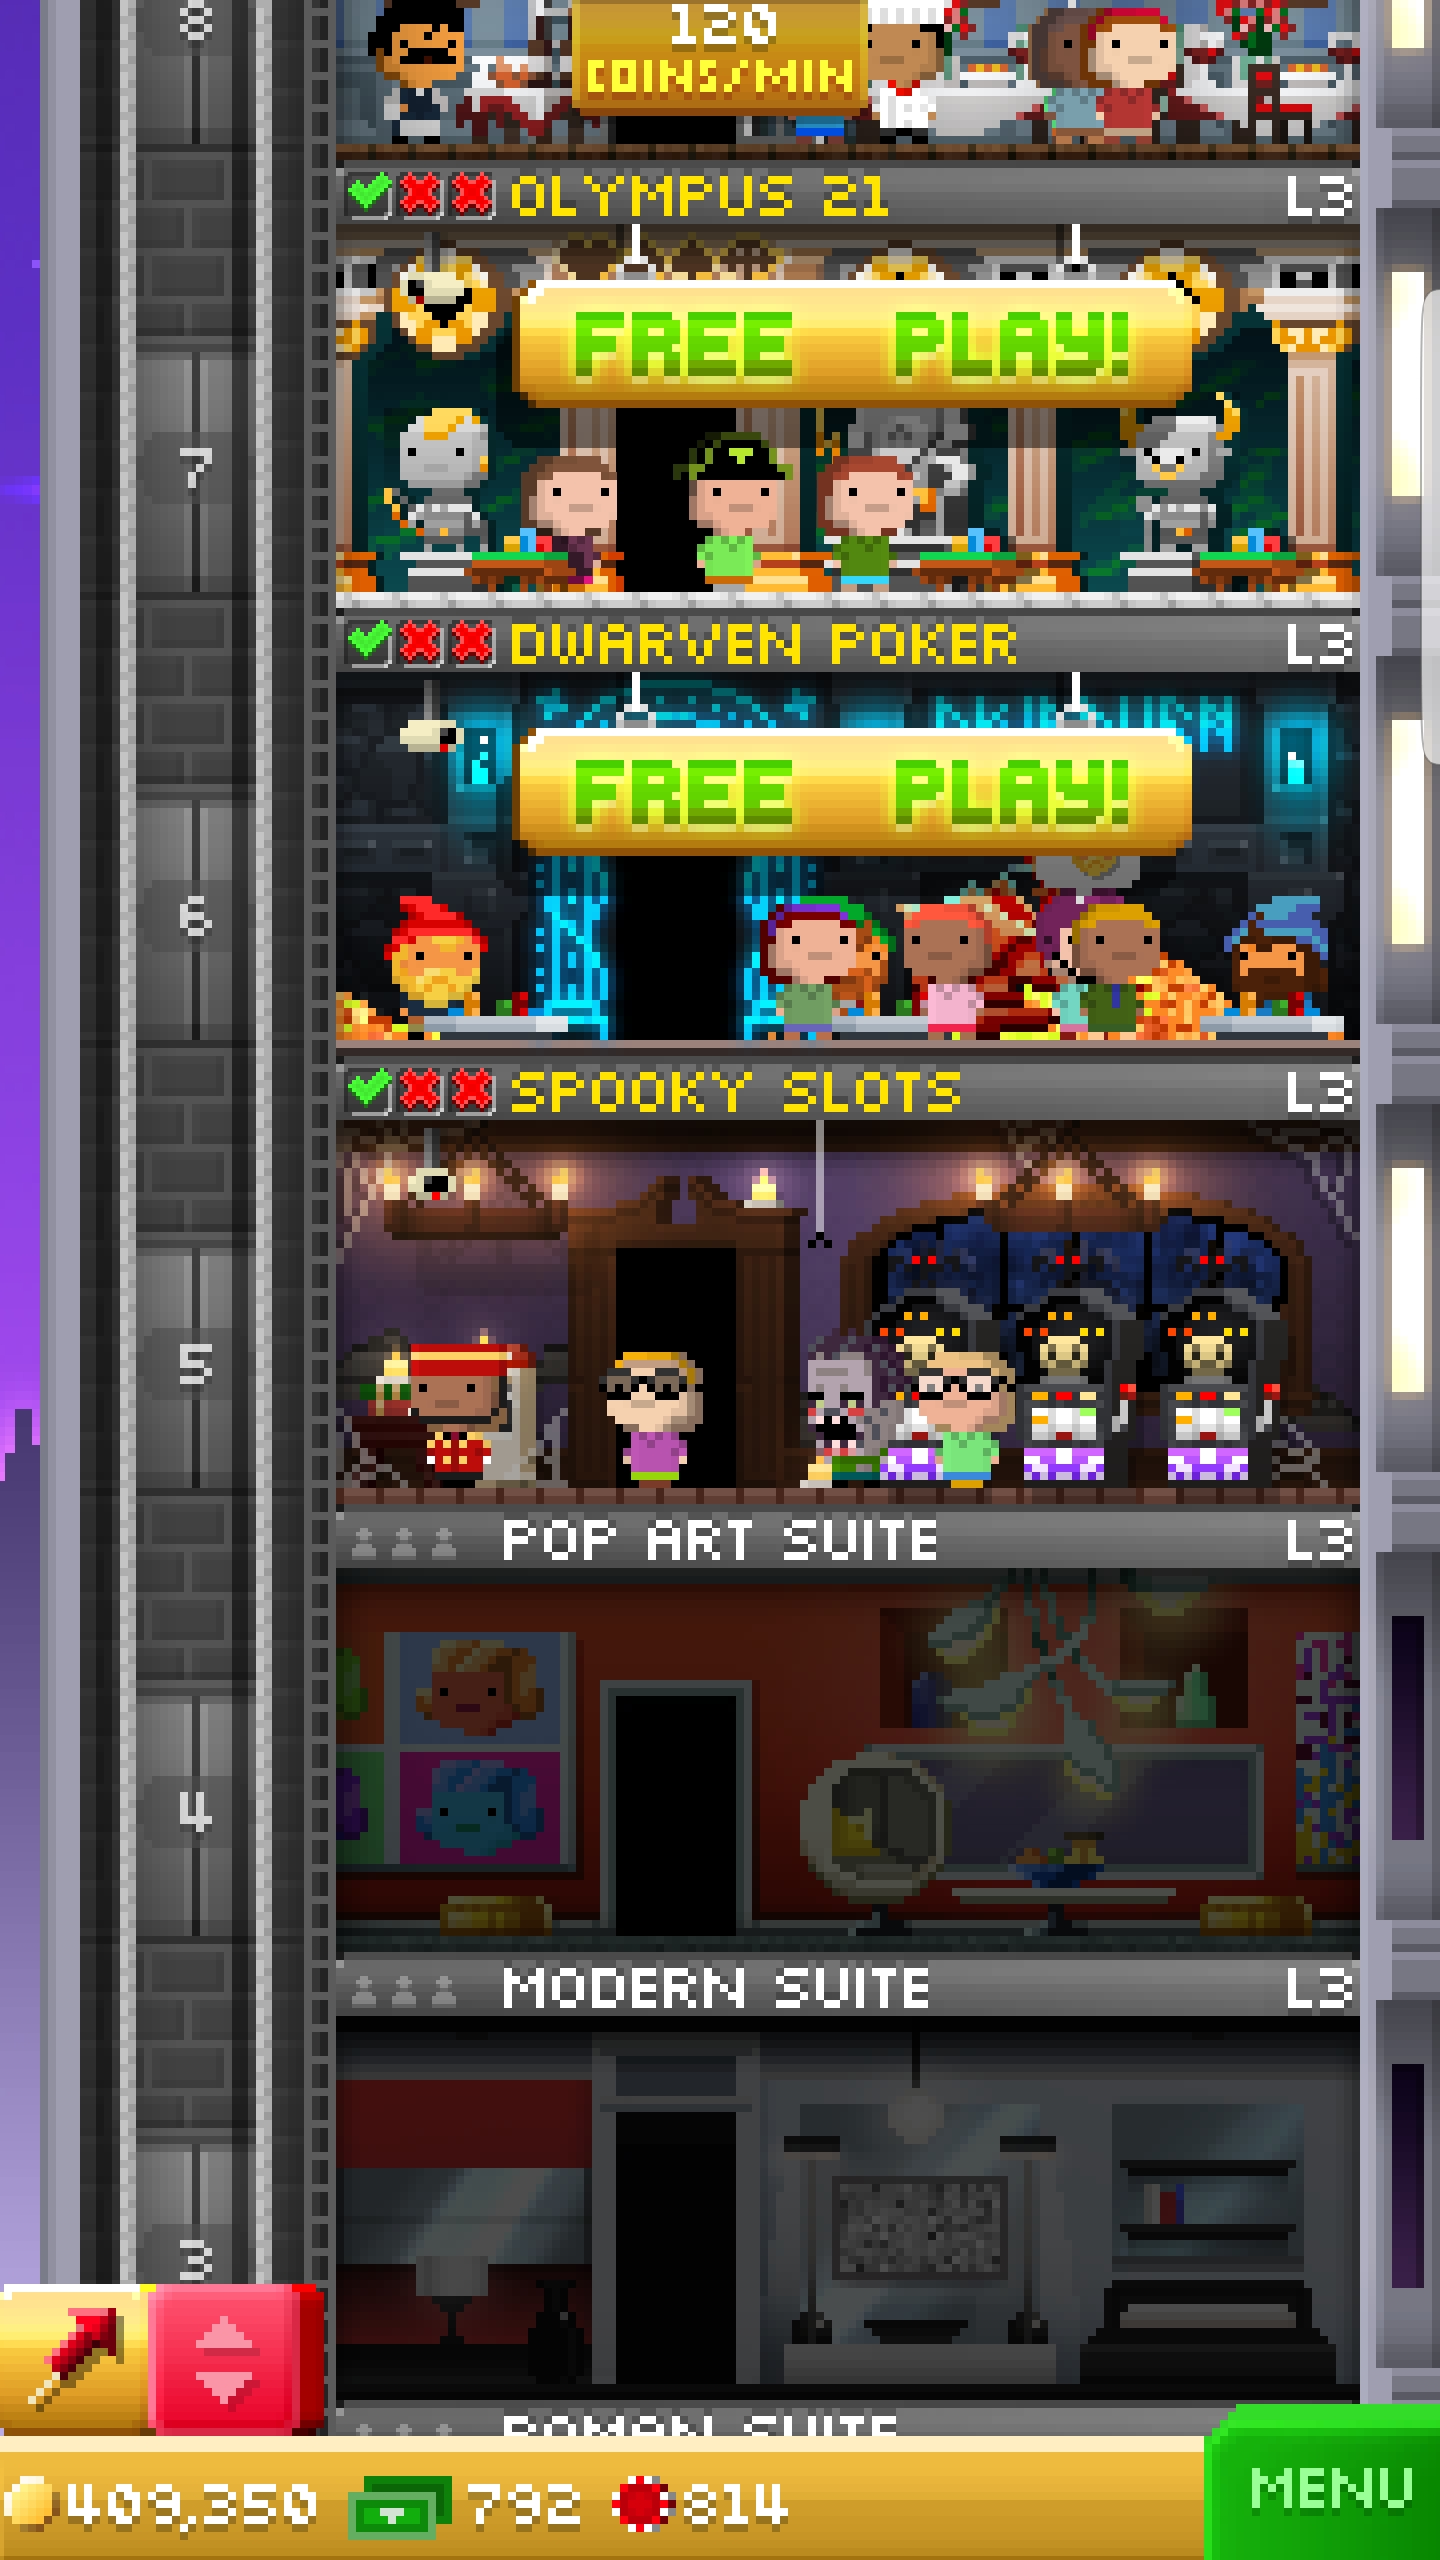 8
120
COINS/MIN
OLYMPUS 21 L3
FREE PLAY!
7
DWARVEN POKER L3
FREE PLAY!
6
SPOOKY SLOTS L3
5
POP ART SUITE L3
4
MODERN SUITE L3
3
ROMAN SUITE
409,350 792 814
MENU